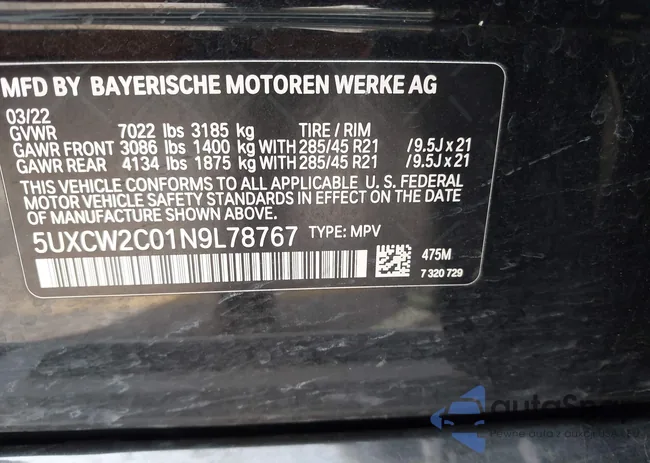 MFD BY BAYERISCHE MOTOREN WERKE AG
03/22
GVWR 7022 lbs 3185 kg TIRE / RIM
GAWR FRONT 3086 lbs 1400 kg WITH 285/45 R21 /9.5J x 21
GAWR REAR 4134 lbs 1875 kg WITH 285/45 R21 /9.5J x 21
THIS VEHICLE CONFORMS TO ALL APPLICABLE U. S. FEDERAL
MOTOR VEHICLE SAFETY STANDARDS IN EFFECT ON THE DATE
OF MANUFACTURE SHOWN ABOVE.
5UXCW2C01N9L78767 TYPE: MPV
475M
7 320 729
Pewne auto z aukcji